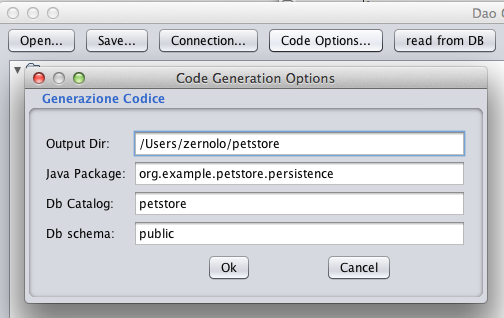 Dao
Open... Save... Connection... Code Options... read from DB
Code Generation Options
Generazione Codice
Output Dir: /Users/zernolo/petstore
Java Package: org.example.petstore.persistence
Db Catalog: petstore
Db schema: public
Ok Cancel